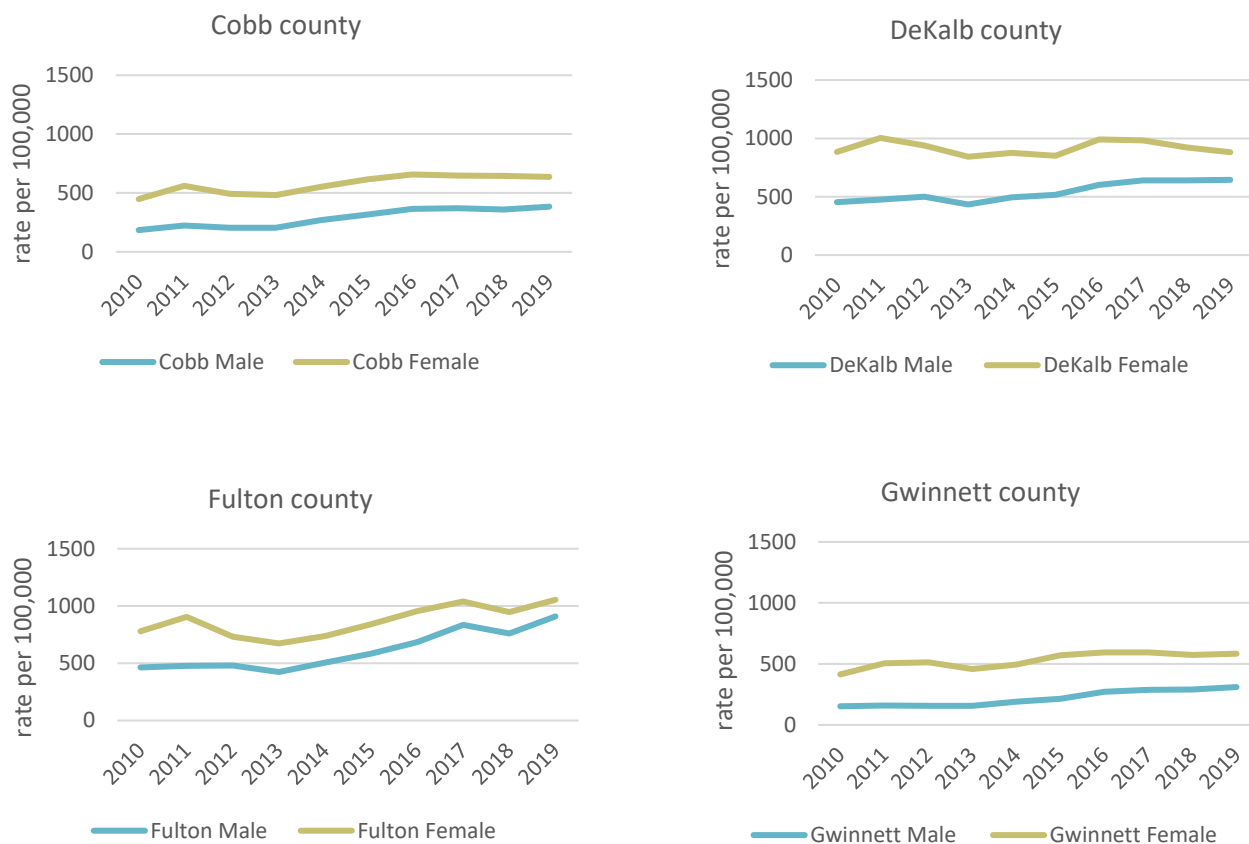 Cobb county
rate per 100,000
1500
1000
500
0
2010 2011 2012 2013 2014 2015 2016 2017 2018 2019
Cobb Male Cobb Female
DeKalb county
rate per 100,000
1500
1000
500
0
2010 2011 2012 2013 2014 2015 2016 2017 2018 2019
DeKalb Male DeKalb Female
Fulton county
rate per 100,000
1500
1000
500
0
2010 2011 2012 2013 2014 2015 2016 2017 2018 2019
Fulton Male Fulton Female
Gwinnett county
rate per 100,000
1500
1000
500
0
2010 2011 2012 2013 2014 2015 2016 2017 2018 2019
Gwinnett Male Gwinnett Female